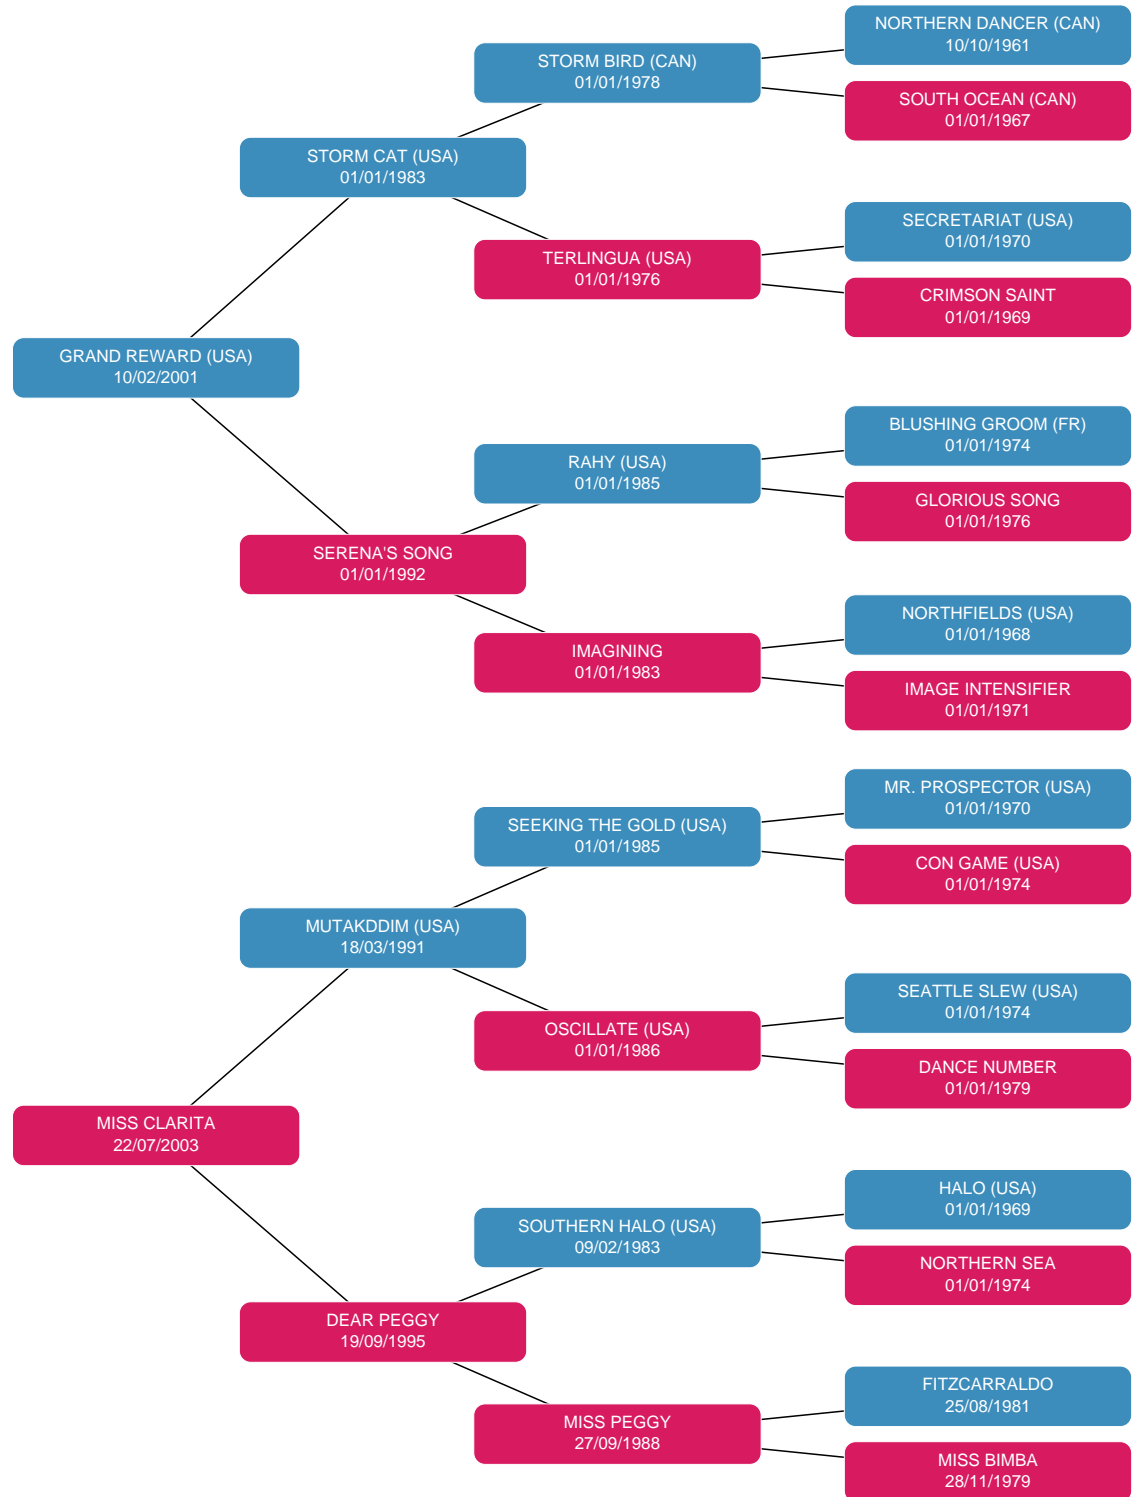 NORTHERN DANCER (CAN)
10/10/1961
STORM BIRD (CAN)
01/01/1978
SOUTH OCEAN (CAN)
01/01/1967
STORM CAT (USA)
01/01/1983
SECRETARIAT (USA)
01/01/1970
TERLINGUA (USA)
01/01/1976
CRIMSON SAINT
01/01/1969
GRAND REWARD (USA)
10/02/2001
BLUSHING GROOM (FR)
01/01/1974
RAHY (USA)
01/01/1985
GLORIOUS SONG
01/01/1976
SERENA'S SONG
01/01/1992
NORTHFIELDS (USA)
01/01/1968
IMAGINING
01/01/1983
IMAGE INTENSIFIER
01/01/1971
MR. PROSPECTOR (USA)
01/01/1970
SEEKING THE GOLD (USA)
01/01/1985
CON GAME (USA)
01/01/1974
MUTAKDDIM (USA)
18/03/1991
SEATTLE SLEW (USA)
01/01/1974
OSCILLATE (USA)
01/01/1986
DANCE NUMBER
01/01/1979
MISS CLARITA
22/07/2003
HALO (USA)
01/01/1969
SOUTHERN HALO (USA)
09/02/1983
NORTHERN SEA
01/01/1974
DEAR PEGGY
19/09/1995
FITZCARRALDO
25/08/1981
MISS PEGGY
27/09/1988
MISS BIMBA
28/11/1979